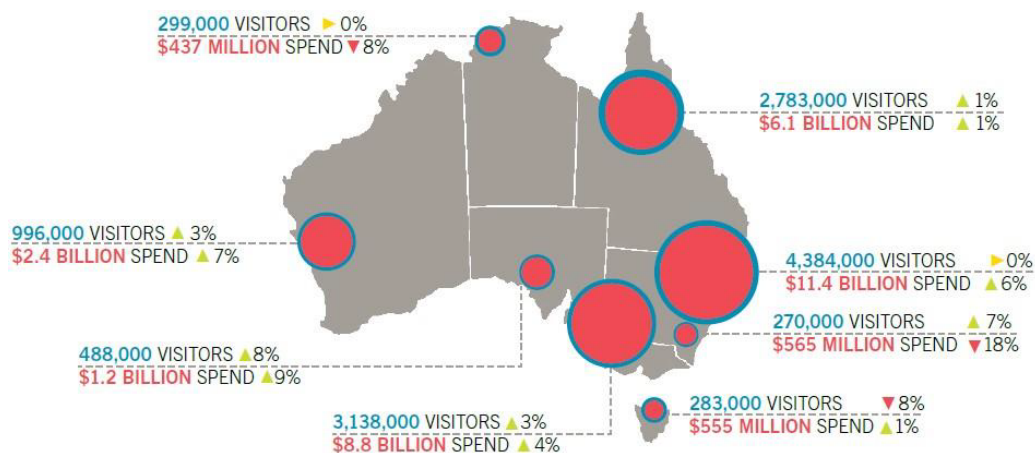 299,000 VISITORS ▶ 0%
$437 MILLION SPEND ▼ 8%
2,783,000 VISITORS ▲ 1%
$6.1 BILLION SPEND ▲ 1%
996,000 VISITORS ▲ 3%
$2.4 BILLION SPEND ▲ 7%
4,384,000 VISITORS ▶ 0%
$11.4 BILLION SPEND ▲ 6%
270,000 VISITORS ▲ 7%
$565 MILLION SPEND ▼ 18%
488,000 VISITORS ▲ 8%
$1.2 BILLION SPEND ▲ 9%
283,000 VISITORS ▼ 8%
$555 MILLION SPEND ▲ 1%
3,138,000 VISITORS ▲ 3%
$8.8 BILLION SPEND ▲ 4%